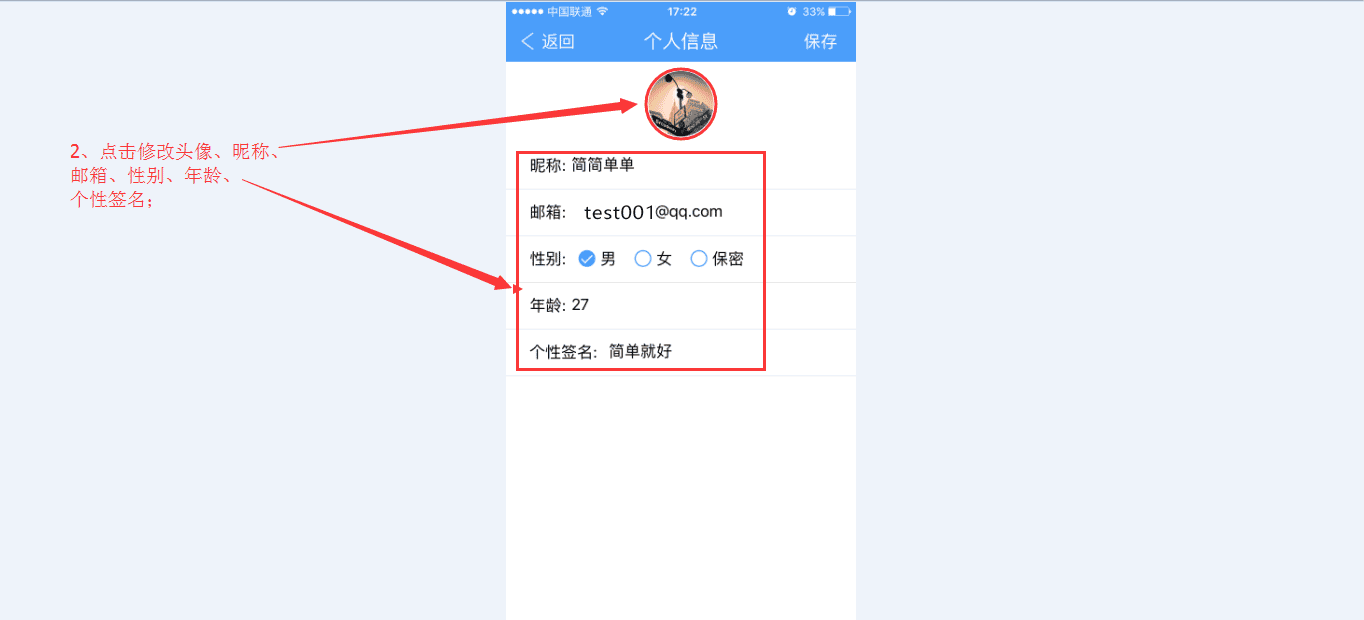 中国联通 17:22 33%
返回 个人信息 保存
2、点击修改头像、昵称、
邮箱、性别、年龄、
个性签名；
昵称: 简简单单
邮箱: test001@qq.com
性别: 男 女 保密
年龄: 27
个性签名: 简单就好